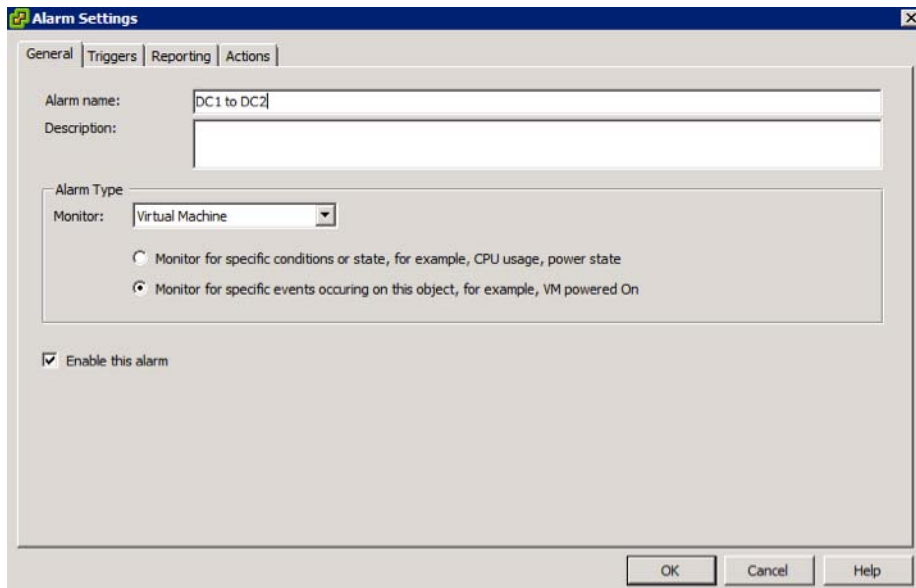 Alarm Settings
General Triggers Reporting Actions
Alarm name: DC1 to DC2
Description:
Alarm Type
Monitor: Virtual Machine
Monitor for specific conditions or state, for example, CPU usage, power state
Monitor for specific events occuring on this object, for example, VM powered On
Enable this alarm
OK Cancel Help